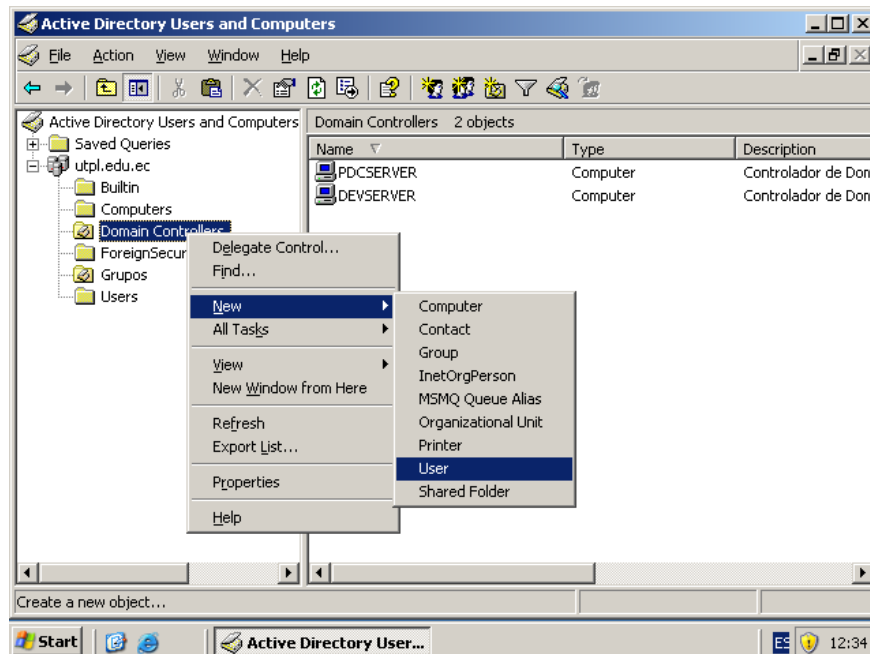 Active Directory Users and Computers
File Action View Window Help
Active Directory Users and Computers
Domain Controllers 2 objects
Saved Queries
Name Type Description
utpl.edu.ec
PDCSERVER Computer Controlador de Don
Builtin
DEVSERVER Computer Controlador de Don
Computers
Domain Controllers
ForeignSecur
Grupos
Users
Delegate Control...
Find...
New
All Tasks
View
New Window from Here
Refresh
Export List...
Properties
Help
Computer
Contact
Group
InetOrgPerson
MSMQ Queue Alias
Organizational Unit
Printer
User
Shared Folder
Create a new object...
Start Active Directory User... ES 12:34